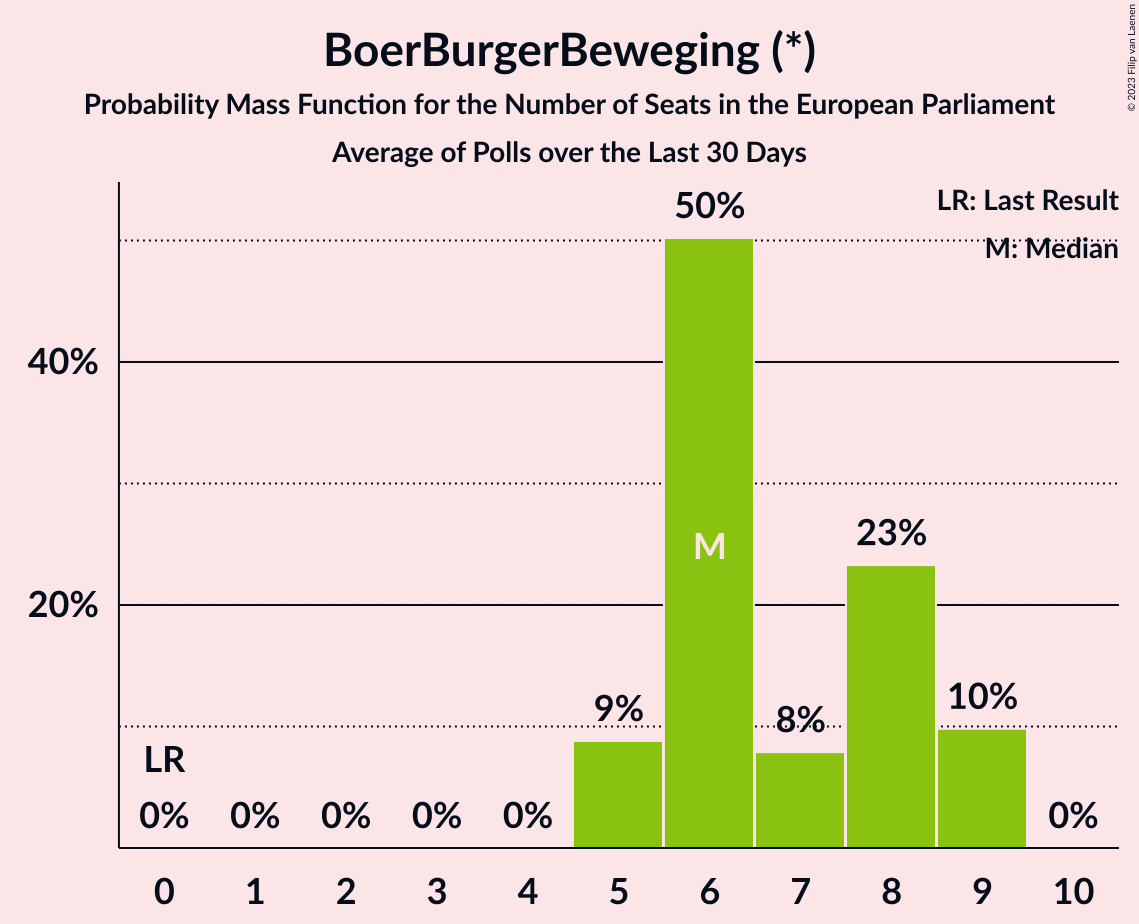 BoerBurgerBeweging (*)
Probability Mass Function for the Number of Seats in the European Parliament
Average of Polls over the Last 30 Days
© 2023 Filip van Laenen
LR: Last Result
M: Median
50%
40%
M
23%
20%
9%
8%
10%
LR
0% 0% 0% 0% 0% 0%
0 1 2 3 4 5 6 7 8 9 10